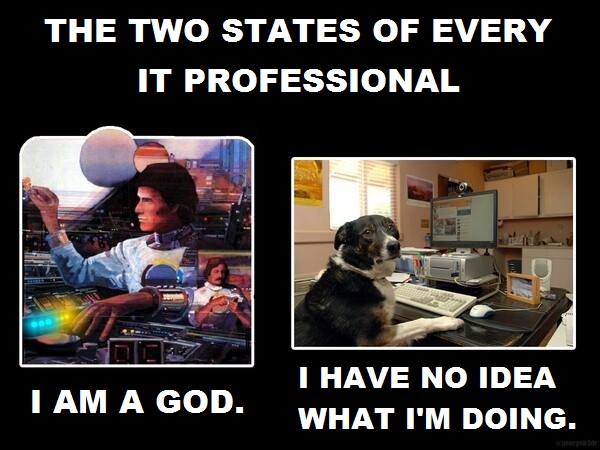 THE TWO STATES OF EVERY
IT PROFESSIONAL
I AM A GOD.
I HAVE NO IDEA
WHAT I'M DOING.